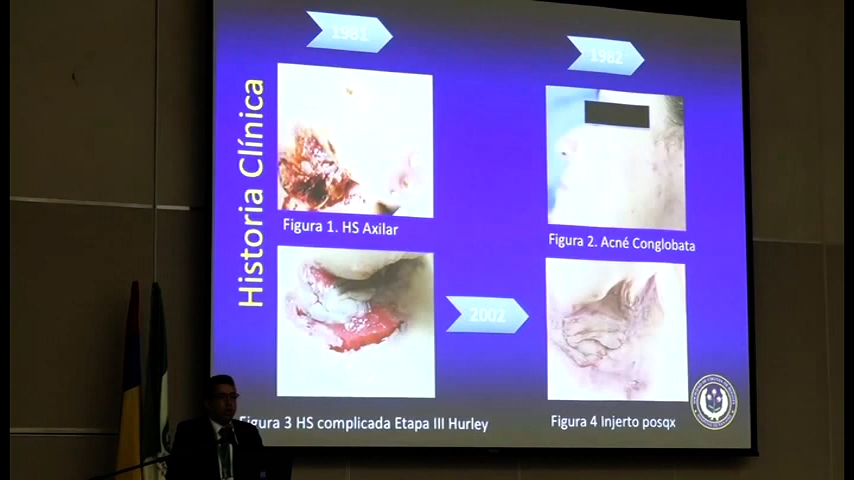 Historia Clínica
1981
1982
Figura 1. HS Axilar
Figura 2. Acné Conglobata
2002
Figura 3 HS complicada Etapa III Hurley
Figura 4 Injerto posqx